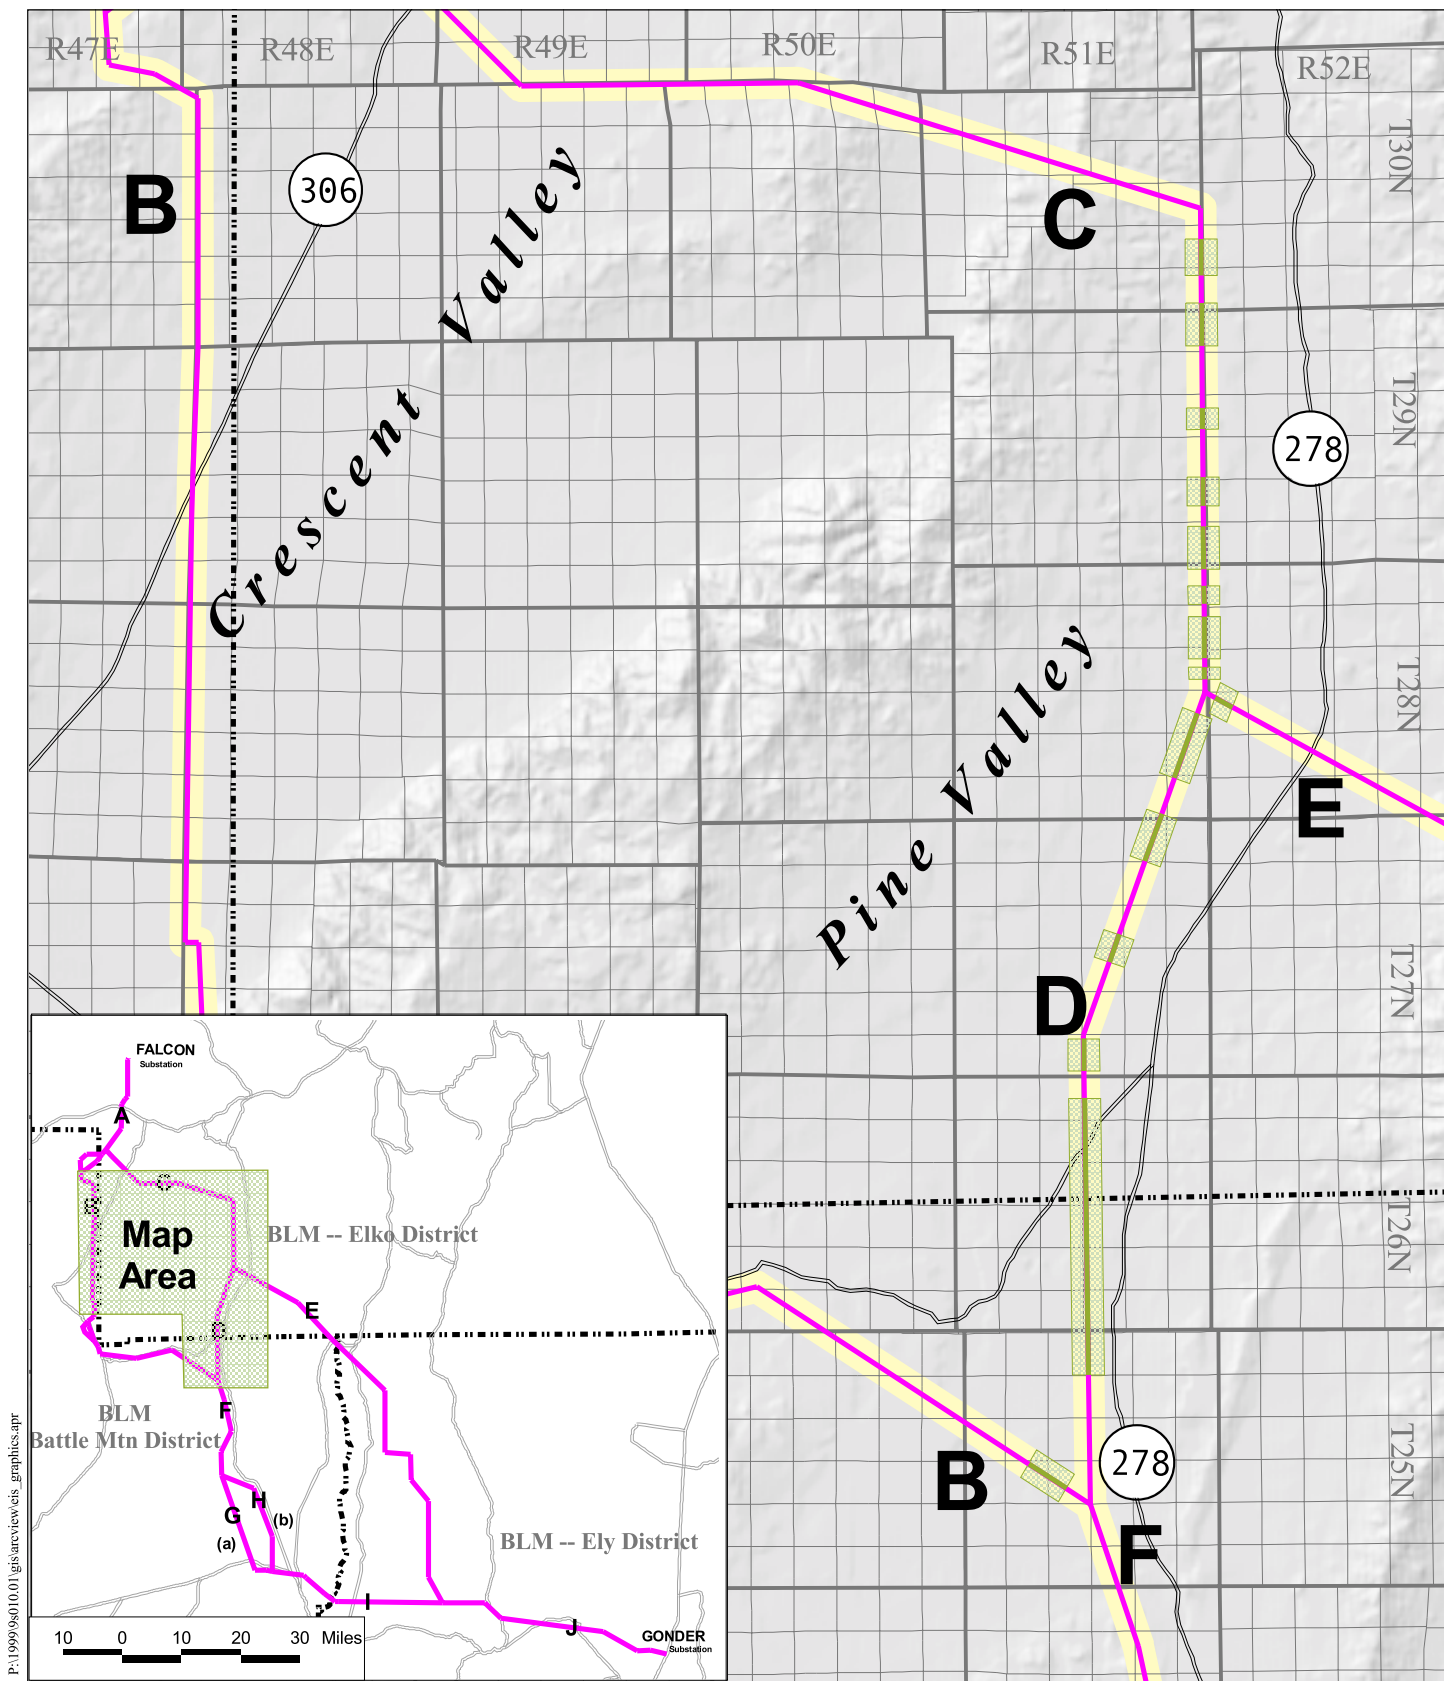 R47E
R48E
R49E
R50E
R51E
R52E
T30N
B
306
C
Crescent Valley
T29N
278
T28N
Pine Valley
E
T27N
D
T26N
B
278
T25N
F
FALCON
Substation
A
B
C
Map
Area
BLM -- Elko District
E
D
BLM
Battle Mtn District
F
H
G
(b)
(a)
BLM -- Ely District
I
J
GONDER
Substation
10 0 10 20 30 Miles
P:\1999\9s010.01\gis\arcview\eis_graphics.apr